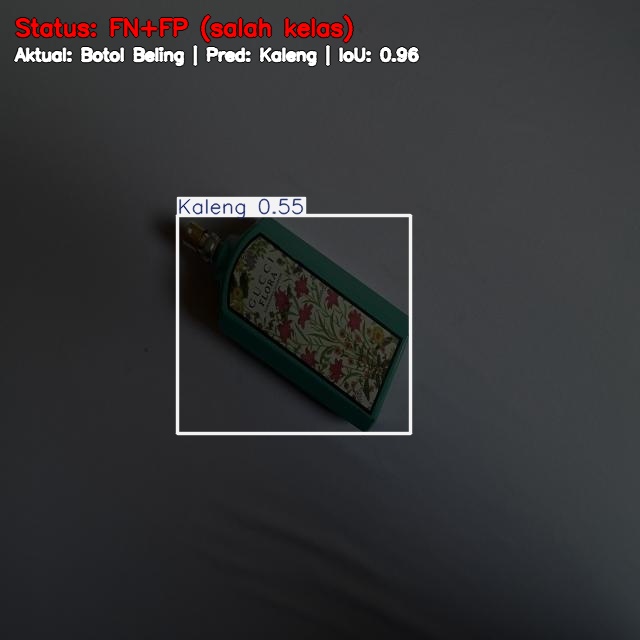 Status: FN+FP (salah kelas)
Aktual: Botol Beling | Pred: Kaleng | IoU: 0.96
Kaleng 0.55
GUCCI
FLORA